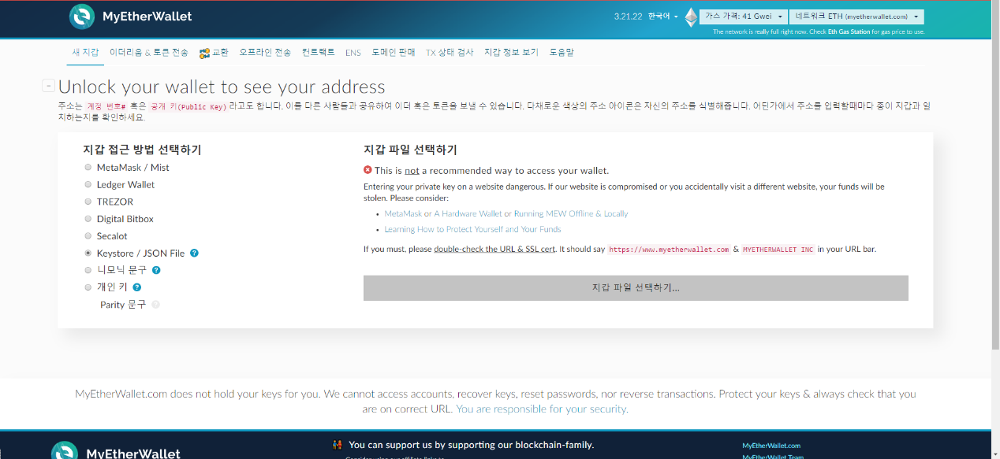 MyEtherWallet
3.21.22 한국어
가스 가격: 41 Gwei
네트워크 ETH (myetherwallet.com)
The network is really full right now. Check Eth Gas Station for gas price to use.
새 지갑 이더리움 & 토큰 전송 교환 오프라인 전송 컨트랙트 ENS 도메인 판매 TX 상태 검사 지갑 정보 보기 도움말
Unlock your wallet to see your address
주소는 계정 번호# 혹은 공개 키(Public Key) 라고도 합니다. 이를 다른 사람들과 공유하여 이더 혹은 토큰을 보낼 수 있습니다. 다채로운 색상의 주소 아이콘은 자신의 주소를 식별해줍니다. 어딘가에서 주소를 입력할때마다 종이 지갑과 일
치하는지를 확인하세요.
지갑 접근 방법 선택하기
MetaMask / Mist
Ledger Wallet
TREZOR
Digital Bitbox
Secalot
Keystore / JSON File ?
니모닉 문구 ?
개인 키 ?
Parity 문구 ?
지갑 파일 선택하기
This is not a recommended way to access your wallet.
Entering your private key on a website dangerous. If our website is compromised or you accidentally visit a different website, your funds will be
stolen. Please consider:
• MetaMask or A Hardware Wallet or Running MEW Offline & Locally
• Learning How to Protect Yourself and Your Funds
If you must, please double-check the URL & SSL cert. It should say https://www.myetherwallet.com & MYETHERWALLET INC in your URL bar.
지갑 파일 선택하기...
MyEtherWallet.com does not hold your keys for you. We cannot access accounts, recover keys, reset passwords, nor reverse transactions. Protect your keys & always check that you
are on correct URL. You are responsible for your security.
MyEtherWallet
You can support us by supporting our blockchain-family.
MyEtherWallet.com
MyEtherWallet Team